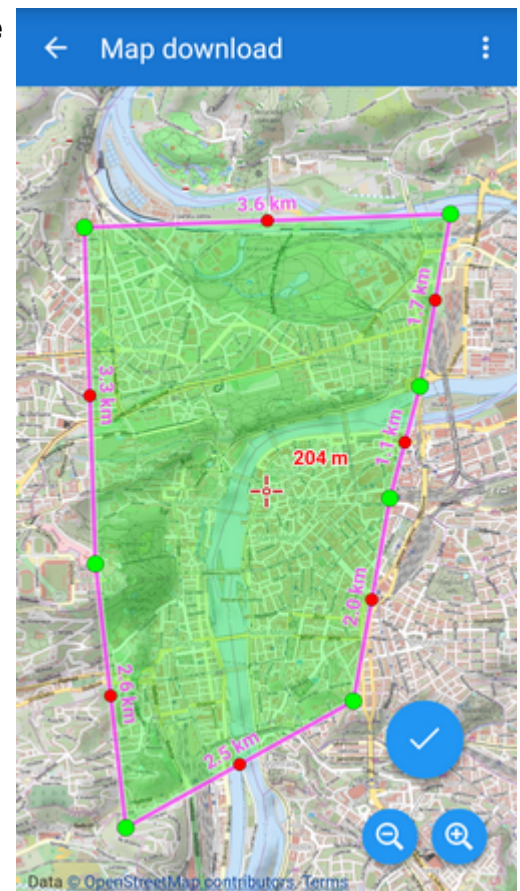 e
Map download
3.6 km
1.7 km
3.3 km
1.1 km
204 m
2.0 km
2.6 km
2.5 km
Data © OpenStreetMap contributors. Terms